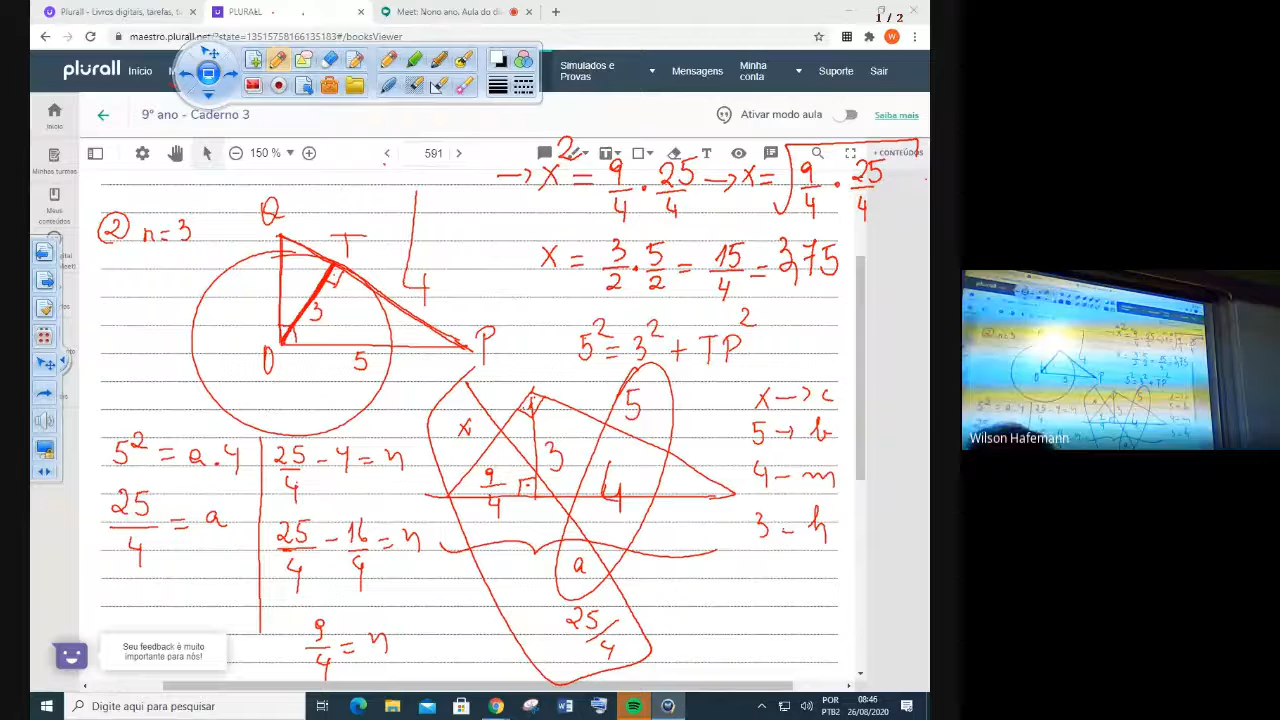 Plurall - Livros digitais, tarefas, t
PLURALL
Meet: Nono ano. Aula do di
1 / 2
maestro.plurall.net/?state=13515758166135183#/booksViewer
W
plurall
Início
Simulados e Provas
Mensagens
Minha conta
Suporte
Sair
Início
Minhas turmas
Meus conteúdos
9º ano - Caderno 3
Ativar modo aula
Saiba mais
150 %
591
+ CONTEÚDOS
→ x² = 9/4 · 25/4 → x = √(9/4 · 25/4)
② r = 3
Q
T
3
4
O
5
P
x = 3/2 · 5/2 = 15/4 = 3,75
5² = 3² + TP²
x
5
3
9/4
4
a
25/4
x → c
5 → b
4 - m
3 - h
5² = a . 4
25/4 = a
25/4 - 4 = n
25/4 - 16/4 = n
9/4 = n
Seu feedback é muito
importante para nós!
Wilson Hafemann
Digite aqui para pesquisar
POR
PTB2
08:46
26/08/2020